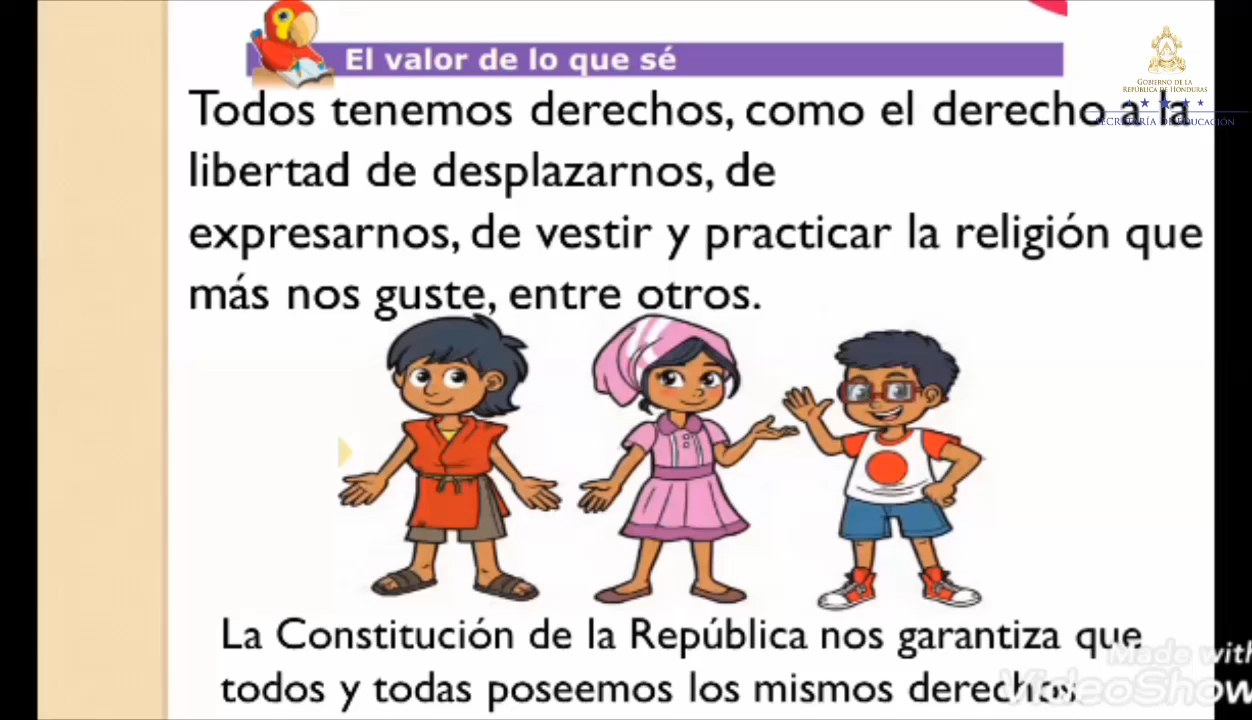 El valor de lo que sé
GOBIERNO DE LA
REPÚBLICA DE HONDURAS
SECRETARÍA DE EDUCACIÓN
Todos tenemos derechos, como el derecho a la
libertad de desplazarnos, de
expresarnos, de vestir y practicar la religión que
más nos guste, entre otros.
La Constitución de la República nos garantiza que
todos y todas poseemos los mismos derechos.
Made with
VideoShow